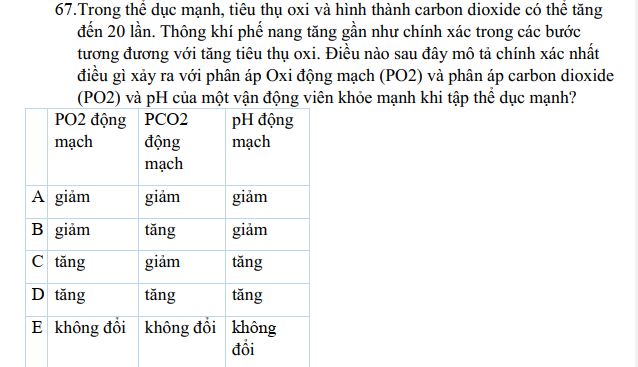 67.Trong thể dục mạnh, tiêu thụ oxi và hình thành carbon dioxide có thể tăng
đến 20 lần. Thông khí phế nang tăng gần như chính xác trong các bước
tương đương với tăng tiêu thụ oxi. Điều nào sau đây mô tả chính xác nhất
điều gì xảy ra với phân áp Oxi động mạch (PO2) và phân áp carbon dioxide
(PO2) và pH của một vận động viên khỏe mạnh khi tập thể dục mạnh?
PO2 động mạch PCO2 động mạch pH động mạch
A giảm giảm giảm
B giảm tăng giảm
C tăng giảm tăng
D tăng tăng tăng
E không đổi không đổi không đổi